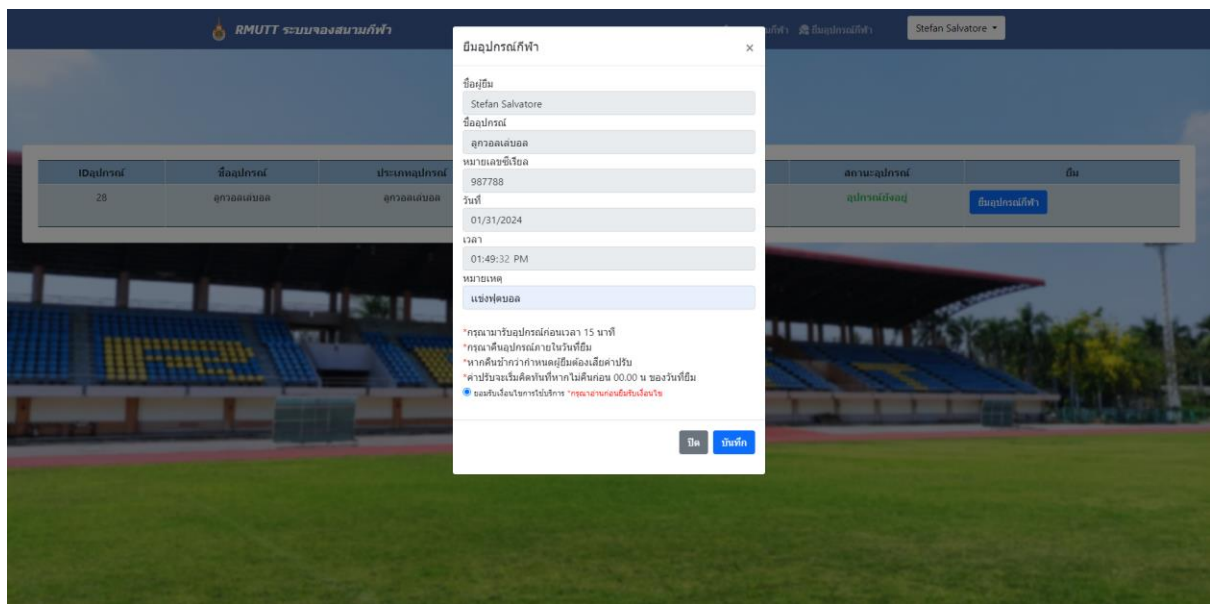 RMUTT ระบบจองสนามกีฬา
ยืมอุปกรณ์กีฬา
Stefan Salvatore
ยืมอุปกรณ์กีฬา
×
ชื่อผู้ยืม
Stefan Salvatore
ชื่ออุปกรณ์
ลูกวอลเล่บอล
หมายเลขซีเรียล
987788
วันที่
01/31/2024
เวลา
01:49:32 PM
หมายเหตุ
แข่งฟุตบอล
*กรุณามารับอุปกรณ์ก่อนเวลา 15 นาที
*กรุณาคืนอุปกรณ์ภายในวันที่ยืม
*หากคืนช้ากว่ากำหนดผู้ยืมต้องเสียค่าปรับ
*ค่าปรับจะเริ่มคิดทันทีหากไม่คืนก่อน 00.00 น ของวันที่ยืม
ยอมรับเงื่อนไขการใช้บริการ *กรุณาอ่านก่อนยืมรับเงื่อนไข
ปิด บันทึก
IDอุปกรณ์ ชื่ออุปกรณ์ ประเภทอุปกรณ์ สถานะอุปกรณ์ ยืม
28 ลูกวอลเล่บอล ลูกวอลเล่บอล อุปกรณ์ยังอยู่ ยืมอุปกรณ์กีฬา